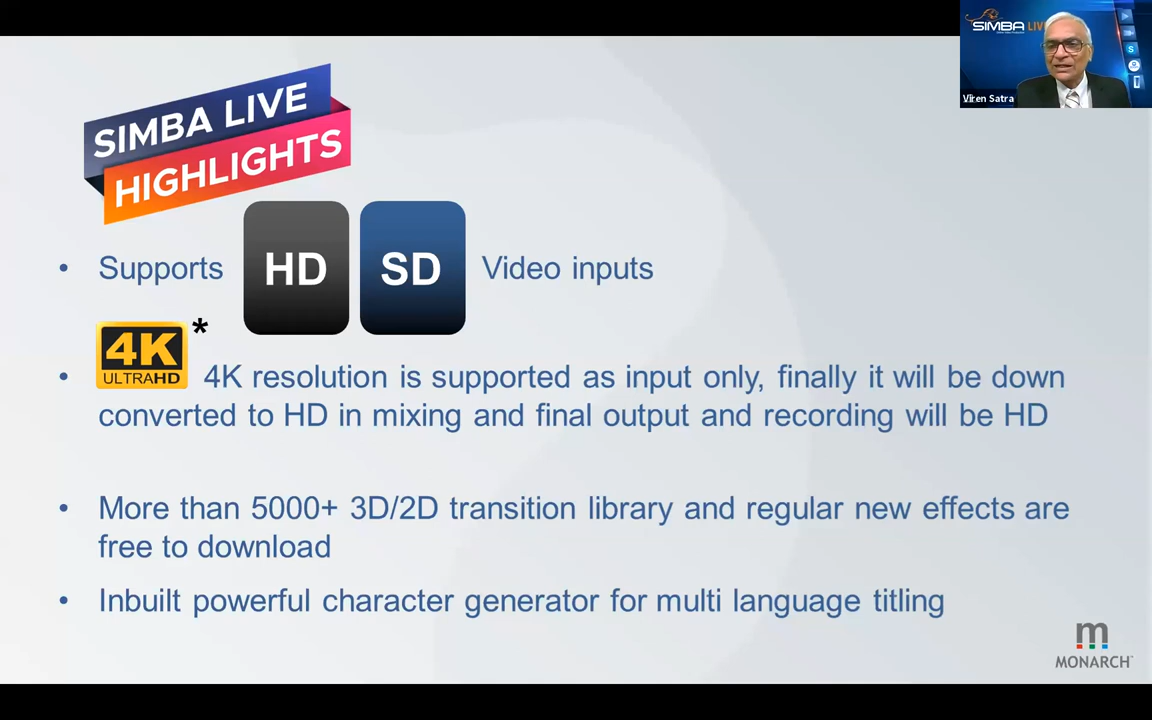 SIMBA LIVE
Viren Satra
SIMBA LIVE
HIGHLIGHTS
• Supports HD SD Video inputs
4K *
ULTRAHD
• 4K resolution is supported as input only, finally it will be down
converted to HD in mixing and final output and recording will be HD
• More than 5000+ 3D/2D transition library and regular new effects are
free to download
• Inbuilt powerful character generator for multi language titling
m
MONARCH